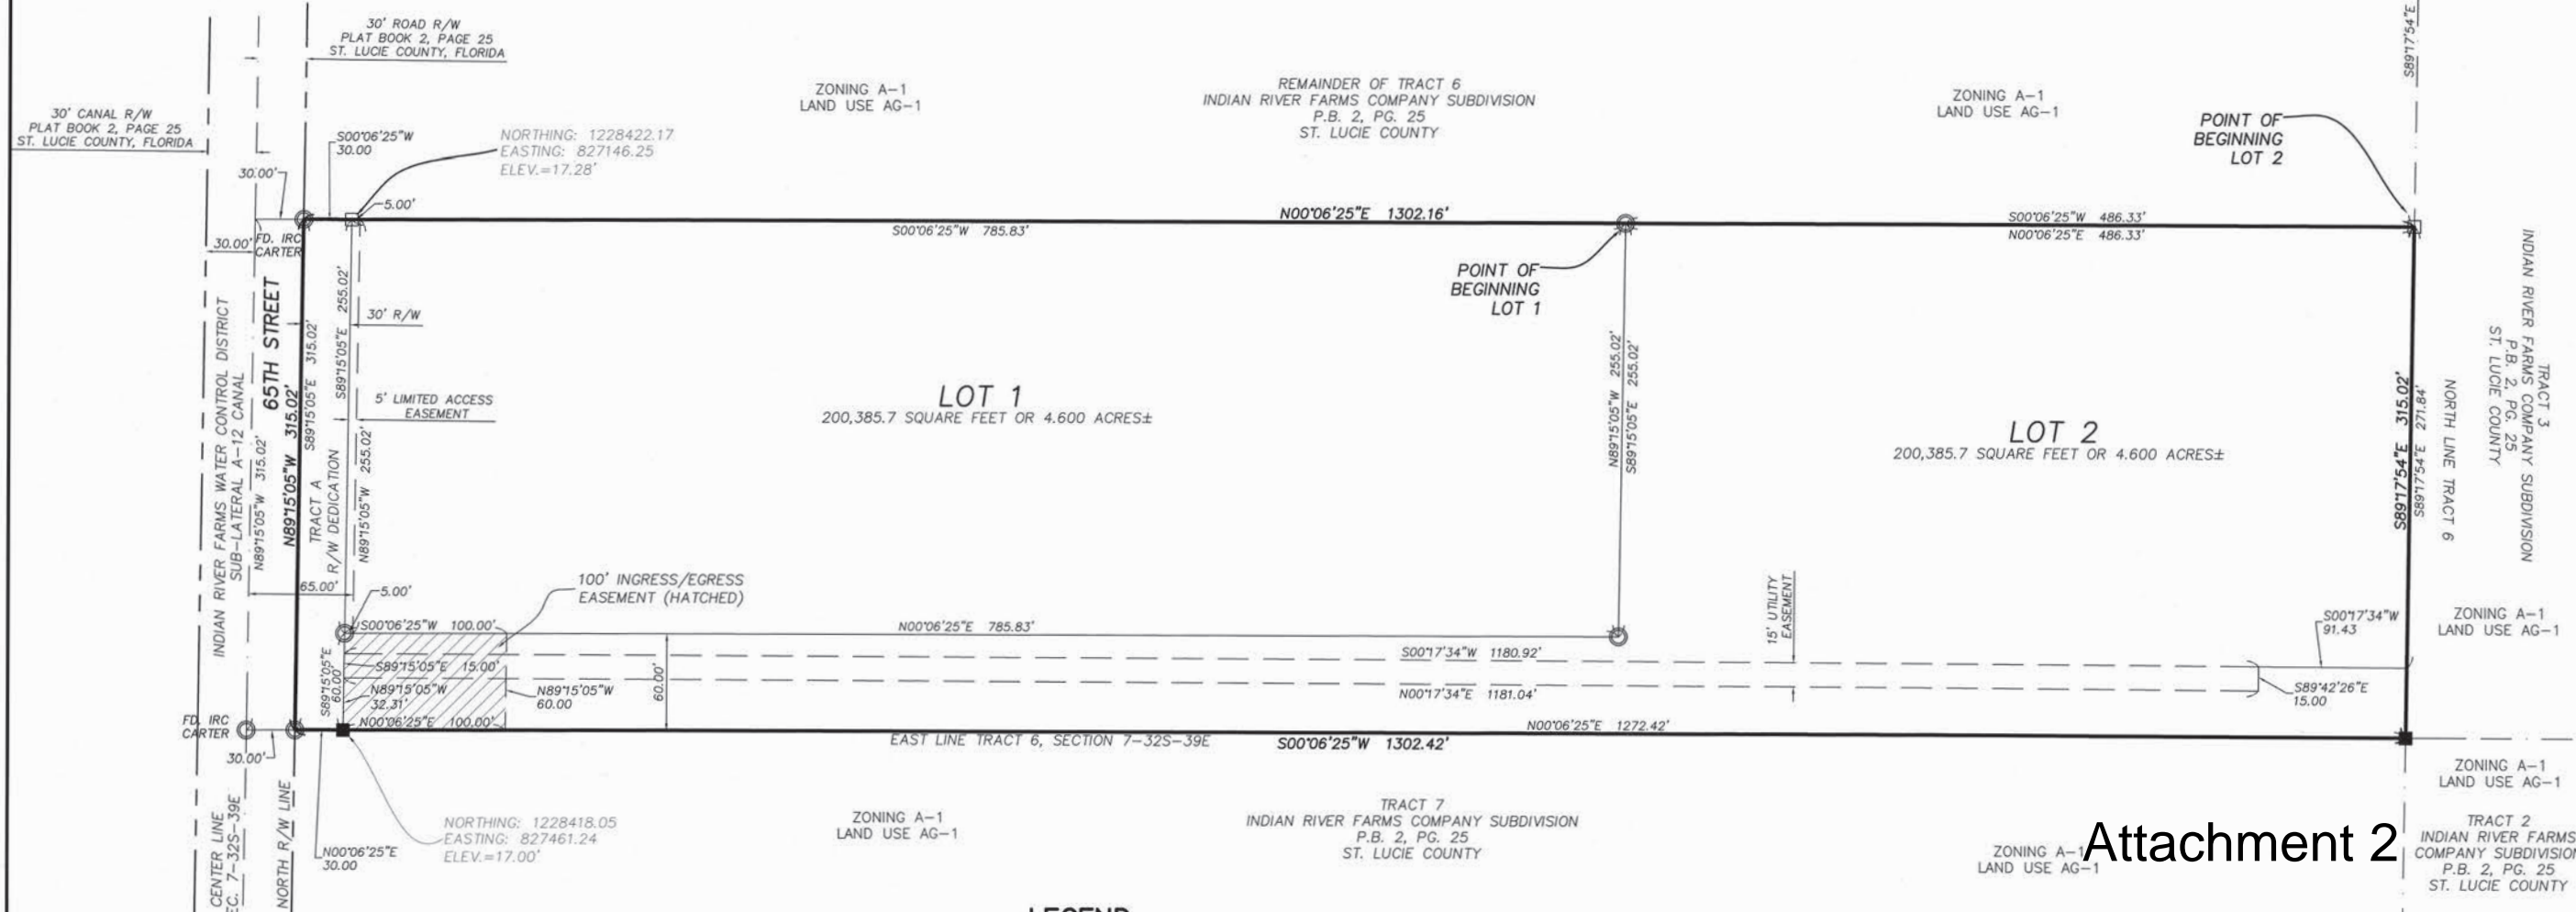 30' ROAD R/W
PLAT BOOK 2, PAGE 25
ST. LUCIE COUNTY, FLORIDA
30' CANAL R/W
PLAT BOOK 2, PAGE 25
ST. LUCIE COUNTY, FLORIDA
S00°06'25"W
30.00
NORTHING: 1228422.17
EASTING: 827146.25
ELEV.=17.28'
ZONING A-1
LAND USE AG-1
REMAINDER OF TRACT 6
INDIAN RIVER FARMS COMPANY SUBDIVISION
P.B. 2, PG. 25
ST. LUCIE COUNTY
ZONING A-1
LAND USE AG-1
POINT OF
BEGINNING
LOT 2
S89°17'54"E
30.00'
5.00'
30.00'
FD. IRC
CARTER
S00°06'25"W 785.83'
N00°06'25"E 1302.16'
S00°06'25"W 486.33'
N00°06'25"E 486.33'
POINT OF
BEGINNING
LOT 1
INDIAN RIVER FARMS WATER CONTROL DISTRICT
SUB-LATERAL A-12 CANAL
N89°15'05"W 315.02'
65TH STREET
N89°15'05"W 315.02'
S89°15'05"E 315.02'
TRACT A
R/W DEDICATION
S89°15'05"E 255.02'
N89°15'05"W 255.02'
30' R/W
5' LIMITED ACCESS
EASEMENT
LOT 1
200,385.7 SQUARE FEET OR 4.600 ACRES±
N89°15'05"W 255.02'
S89°15'05"E 255.02'
LOT 2
200,385.7 SQUARE FEET OR 4.600 ACRES±
S89°17'54"E 315.02'
S89°17'54"E 271.84'
NORTH LINE TRACT 6
TRACT 3
INDIAN RIVER FARMS COMPANY SUBDIVISION
P.B. 2, PG. 25
ST. LUCIE COUNTY
65.00'
5.00'
100' INGRESS/EGRESS
EASEMENT (HATCHED)
S00°06'25"W 100.00'
N00°06'25"E 785.83'
S89°15'05"E
60.00'
S89°15'05"E 15.00'
N89°15'05"W
32.31'
N89°15'05"W
60.00
60.00'
N00°06'25"E 100.00'
S00°17'34"W 1180.92'
N00°17'34"E 1181.04'
15' UTILITY
EASEMENT
S00°17'34"W
91.43
S89°42'26"E
15.00
ZONING A-1
LAND USE AG-1
FD. IRC
CARTER
30.00'
EAST LINE TRACT 6, SECTION 7-32S-39E
S00°06'25"W 1302.42'
N00°06'25"E 1272.42'
CENTER LINE
EC. 7-32S-39E
NORTH R/W LINE
N00°06'25"E
30.00
NORTHING: 1228418.05
EASTING: 827461.24
ELEV.=17.00'
ZONING A-1
LAND USE AG-1
TRACT 7
INDIAN RIVER FARMS COMPANY SUBDIVISION
P.B. 2, PG. 25
ST. LUCIE COUNTY
ZONING A-1
LAND USE AG-1
Attachment 2
ZONING A-1
LAND USE AG-1
TRACT 2
INDIAN RIVER FARMS
COMPANY SUBDIVISION
P.B. 2, PG. 25
ST. LUCIE COUNTY
LEGEND